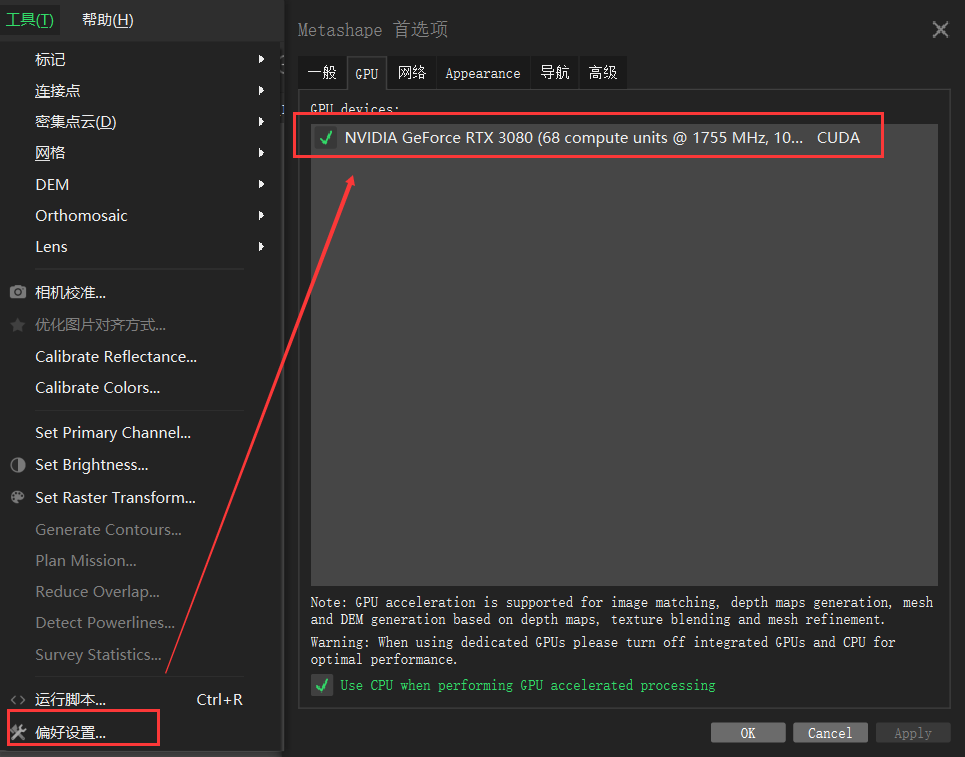 工具(T) 帮助(H)
标记
连接点
密集点云(D)
网格
DEM
Orthomosaic
Lens
相机校准...
优化图片对齐方式...
Calibrate Reflectance...
Calibrate Colors...
Set Primary Channel...
Set Brightness...
Set Raster Transform...
Generate Contours...
Plan Mission...
Reduce Overlap...
Detect Powerlines...
Survey Statistics...
运行脚本... Ctrl+R
偏好设置...
Metashape 首选项
一般 GPU 网络 Appearance 导航 高级
GPU devices:
NVIDIA GeForce RTX 3080 (68 compute units @ 1755 MHz, 10... CUDA
Note: GPU acceleration is supported for image matching, depth maps generation, mesh
and DEM generation based on depth maps, texture blending and mesh refinement.
Warning: When using dedicated GPUs please turn off integrated GPUs and CPU for
optimal performance.
Use CPU when performing GPU accelerated processing
OK Cancel Apply